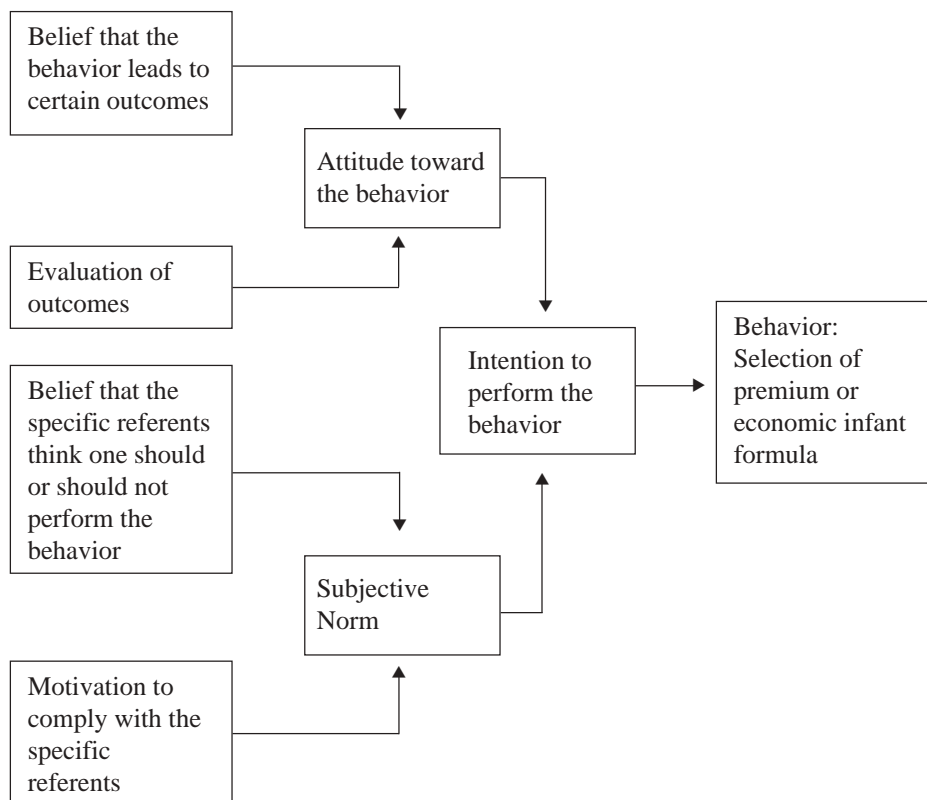 Belief that the
behavior leads to
certain outcomes
Attitude toward
the behavior
Evaluation of
outcomes
Belief that the
specific referents
think one should
or should not
perform the
behavior
Intention to
perform the
behavior
Behavior:
Selection of
premium or
economic infant
formula
Subjective
Norm
Motivation to
comply with the
specific
referents